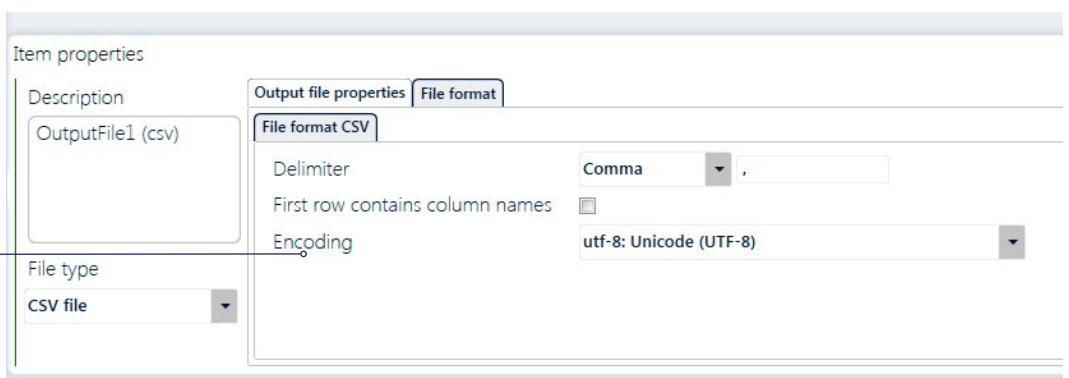 Item properties
Description
OutputFile1 (csv)
File type
CSV file
Output file properties File format
File format CSV
Delimiter Comma ,
First row contains column names
Encoding utf-8: Unicode (UTF-8)